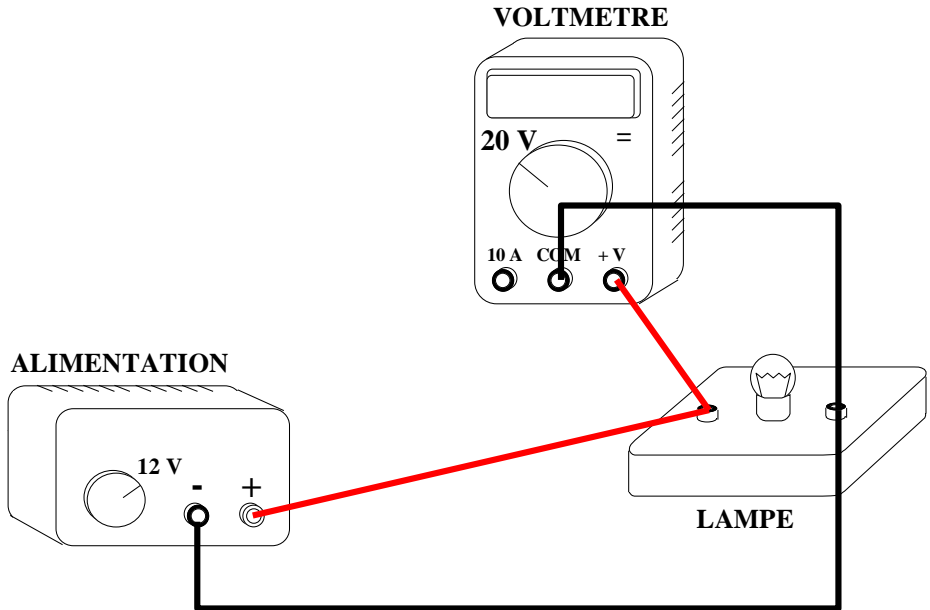 VOLTMETRE
20 V =
10 A COM + V
ALIMENTATION
12 V
- +
LAMPE